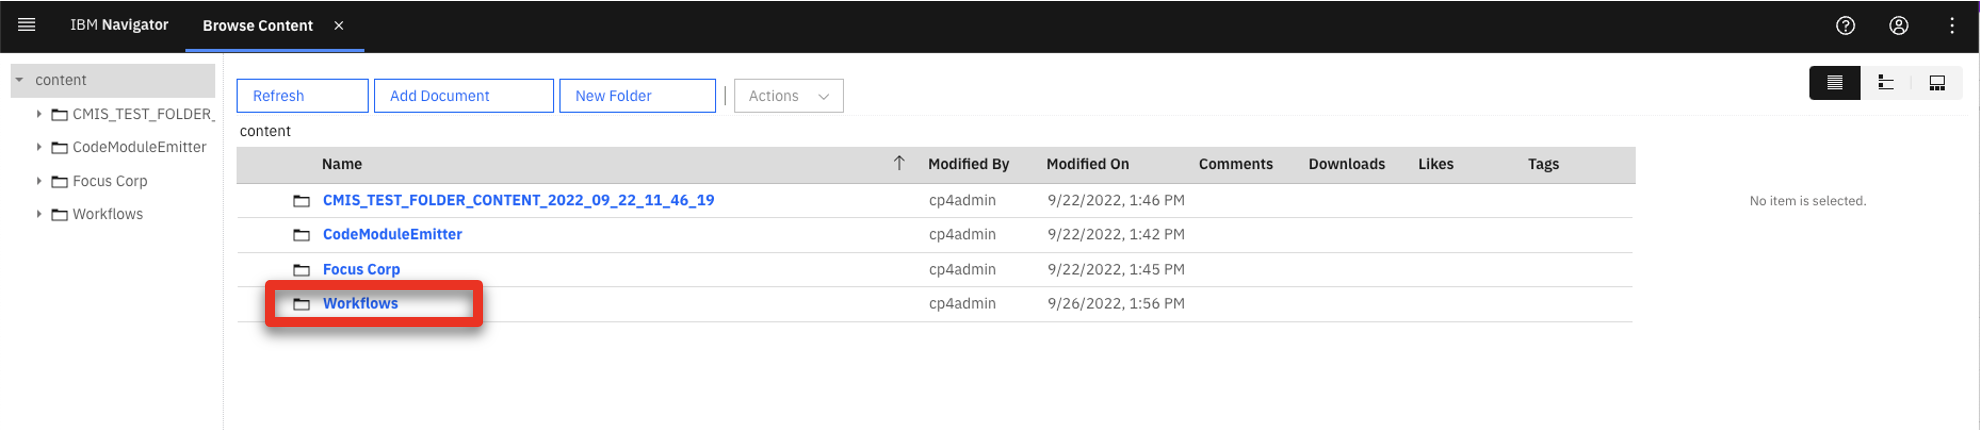 IBM Navigator Browse Content ×
content
CMIS_TEST_FOLDER_
CodeModuleEmitter
Focus Corp
Workflows
Refresh Add Document New Folder Actions
content
Name Modified By Modified On Comments Downloads Likes Tags
CMIS_TEST_FOLDER_CONTENT_2022_09_22_11_46_19 cp4admin 9/22/2022, 1:46 PM
CodeModuleEmitter cp4admin 9/22/2022, 1:42 PM
Focus Corp cp4admin 9/22/2022, 1:45 PM
Workflows cp4admin 9/26/2022, 1:56 PM
No item is selected.